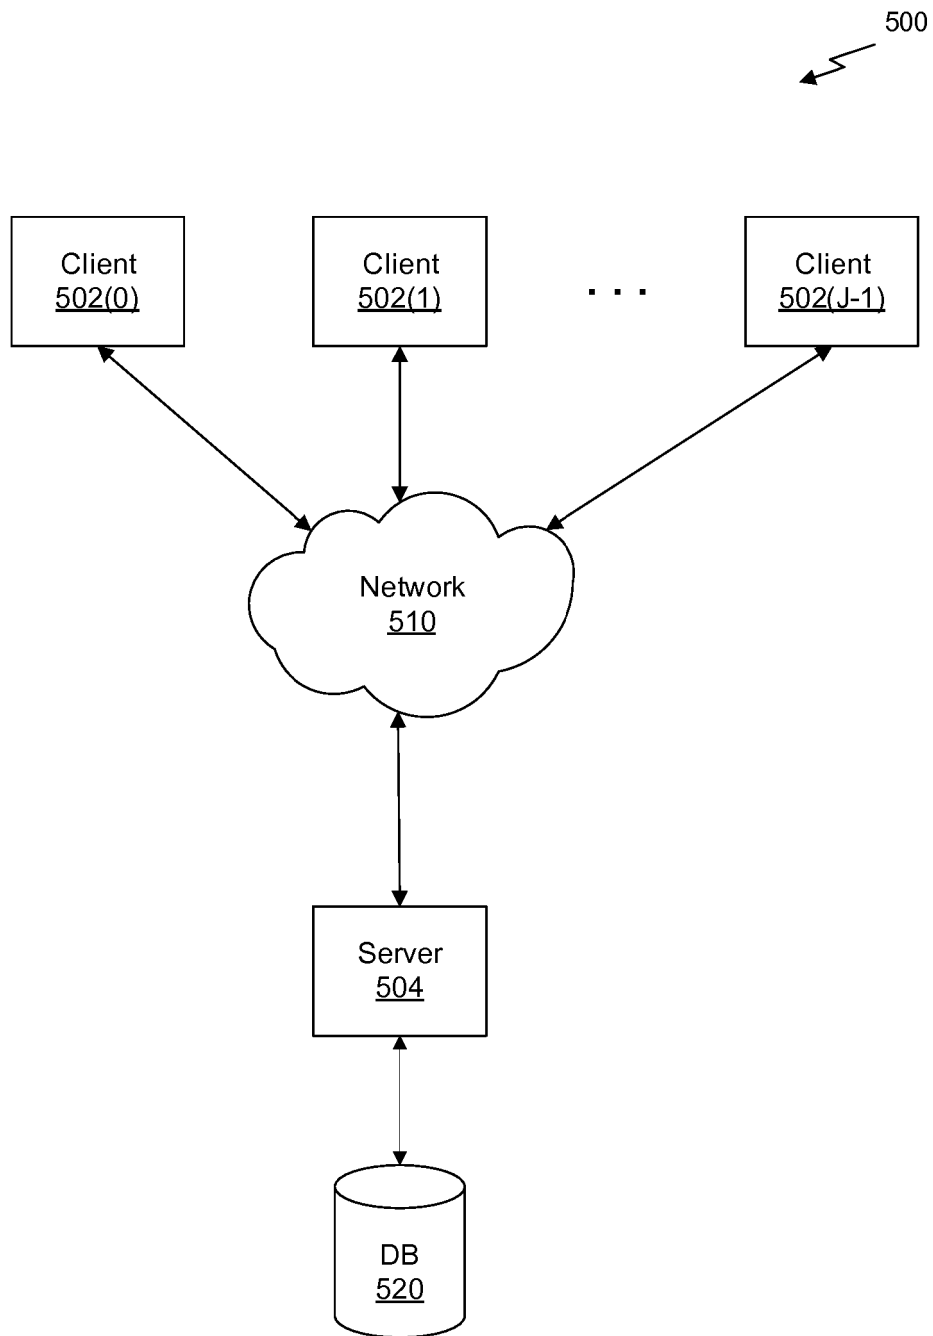 500
Client
502(0)
Client
502(1)
. . .
Client
502(J-1)
Network
510
Server
504
DB
520